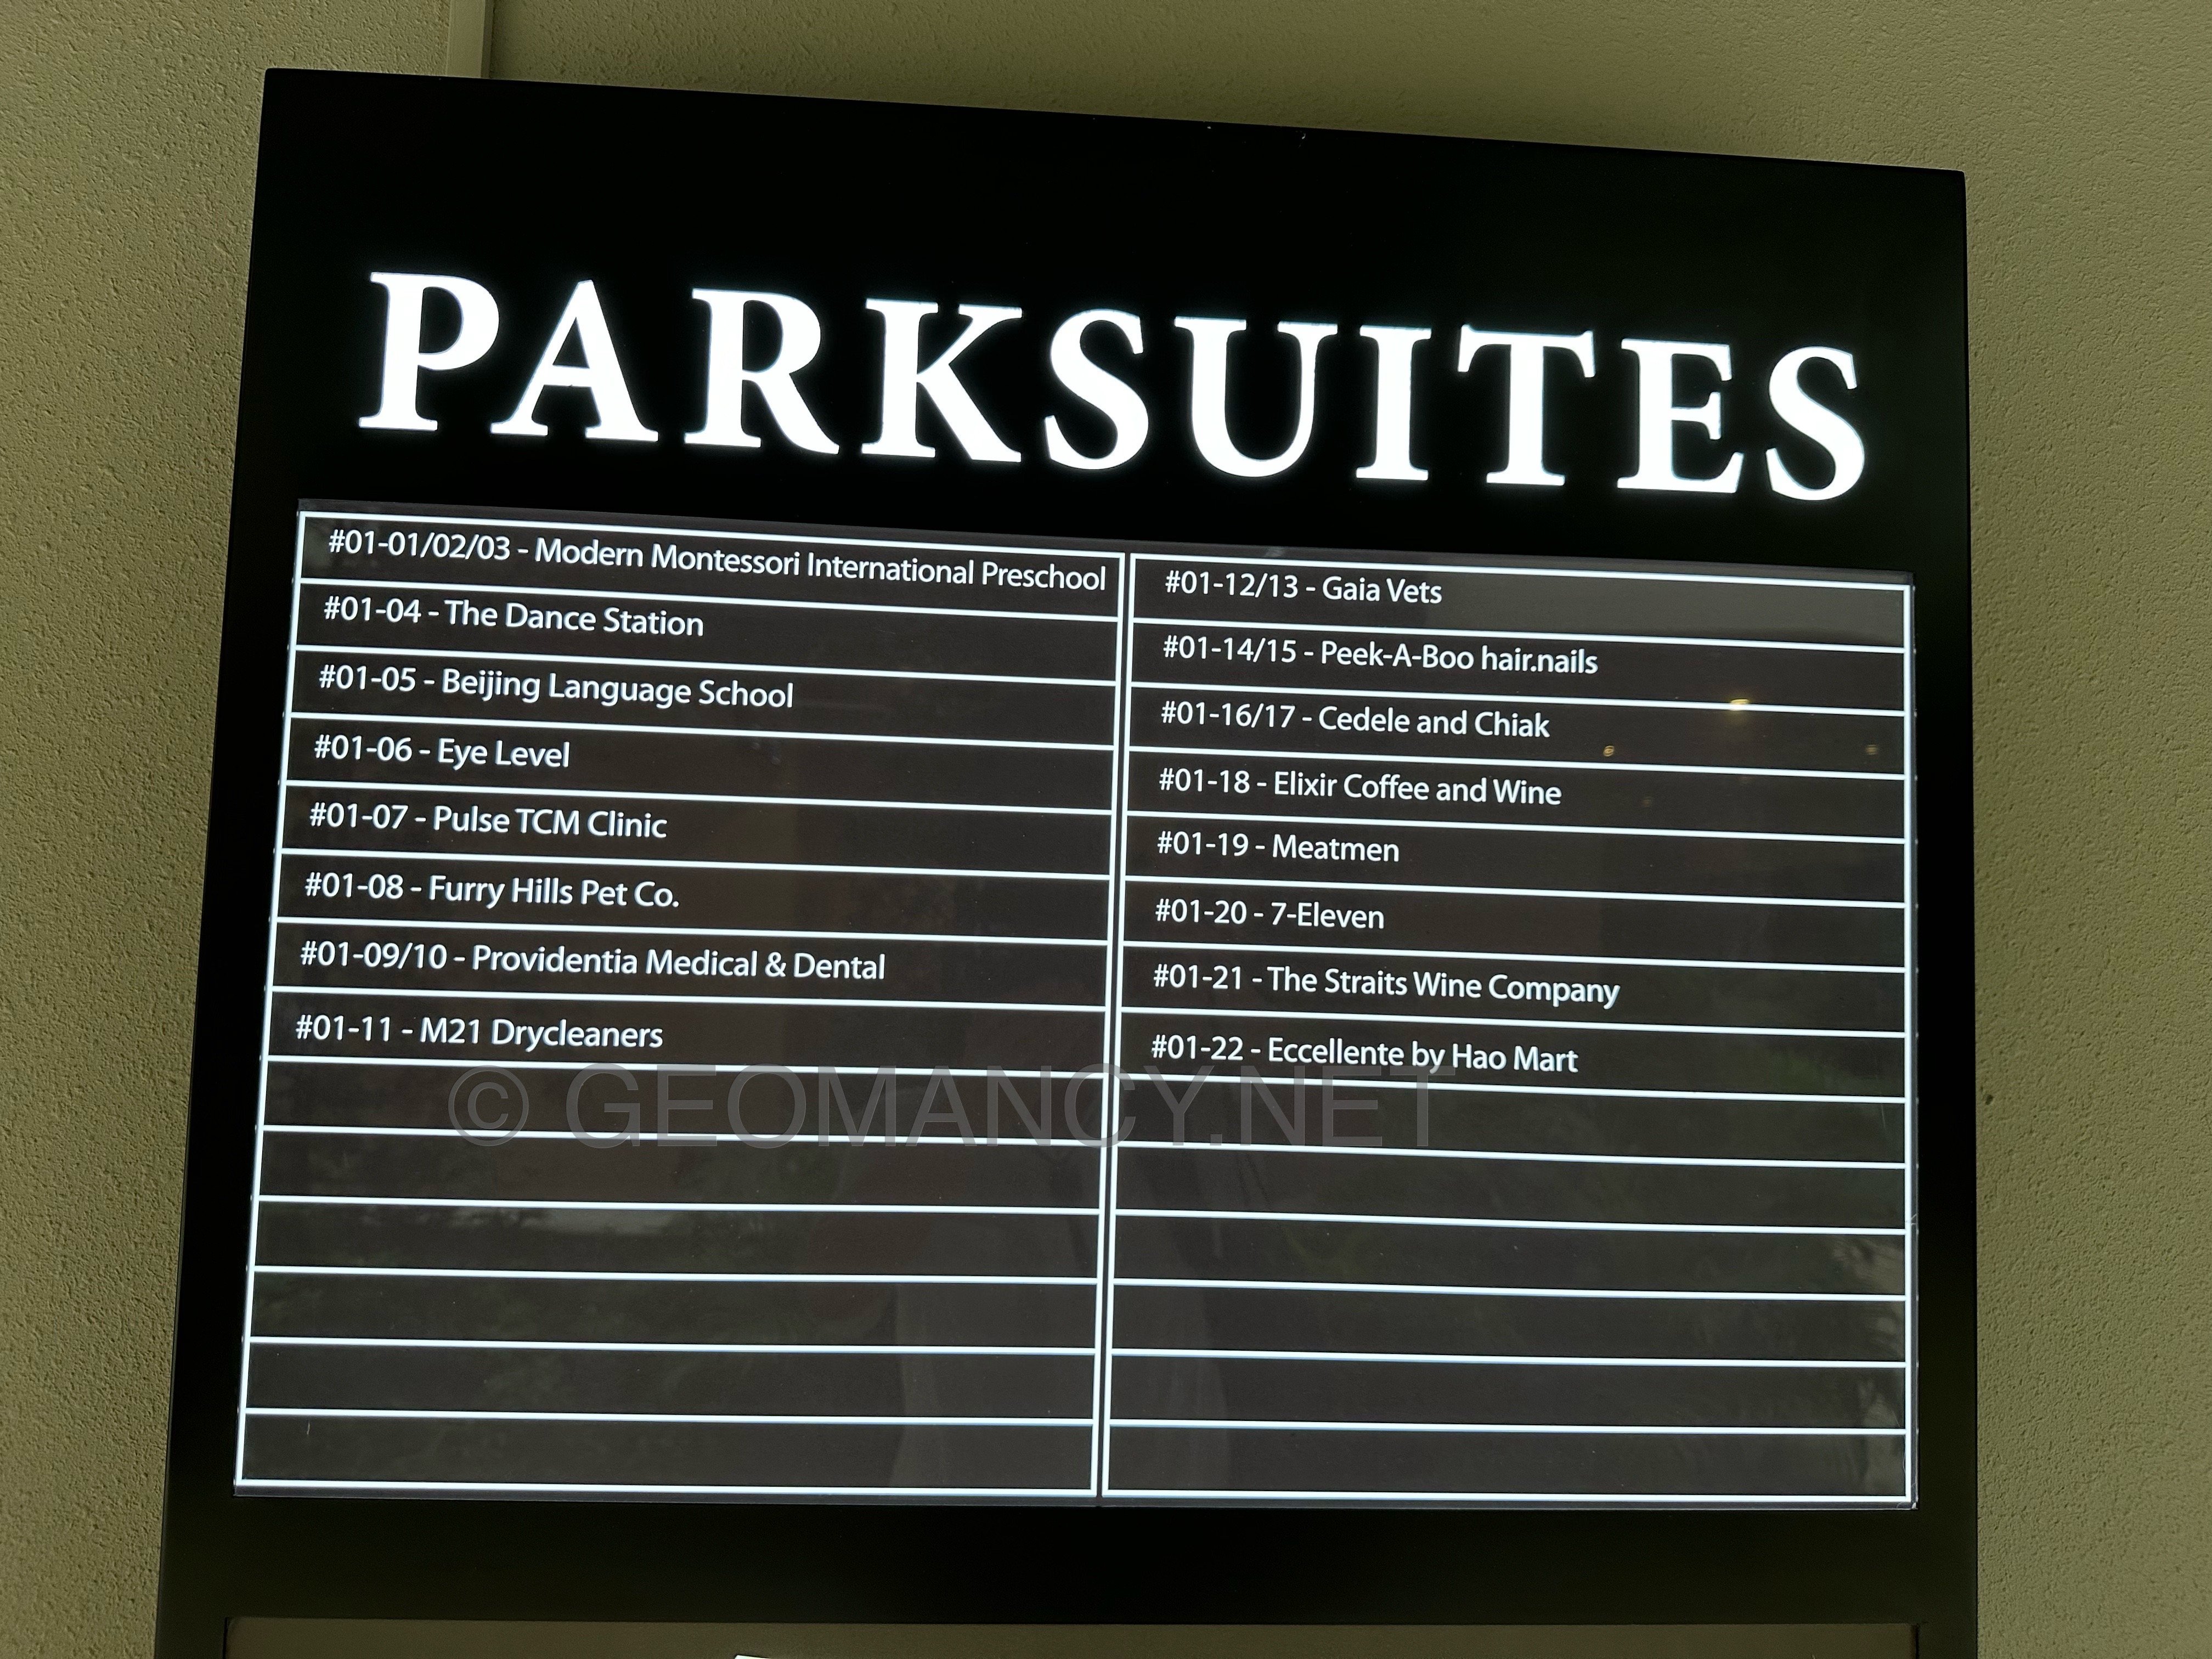 PARKSUITES
#01-01/02/03 - Modern Montessori International Preschool
#01-04 - The Dance Station
#01-05 - Beijing Language School
#01-06 - Eye Level
#01-07 - Pulse TCM Clinic
#01-08 - Furry Hills Pet Co.
#01-09/10 - Providentia Medical & Dental
#01-11 - M21 Drycleaners
#01-12/13 - Gaia Vets
#01-14/15 - Peek-A-Boo hair.nails
#01-16/17 - Cedele and Chiak
#01-18 - Elixir Coffee and Wine
#01-19 - Meatmen
#01-20 - 7-Eleven
#01-21 - The Straits Wine Company
#01-22 - Eccellente by Hao Mart
© GEOMANCY.NET